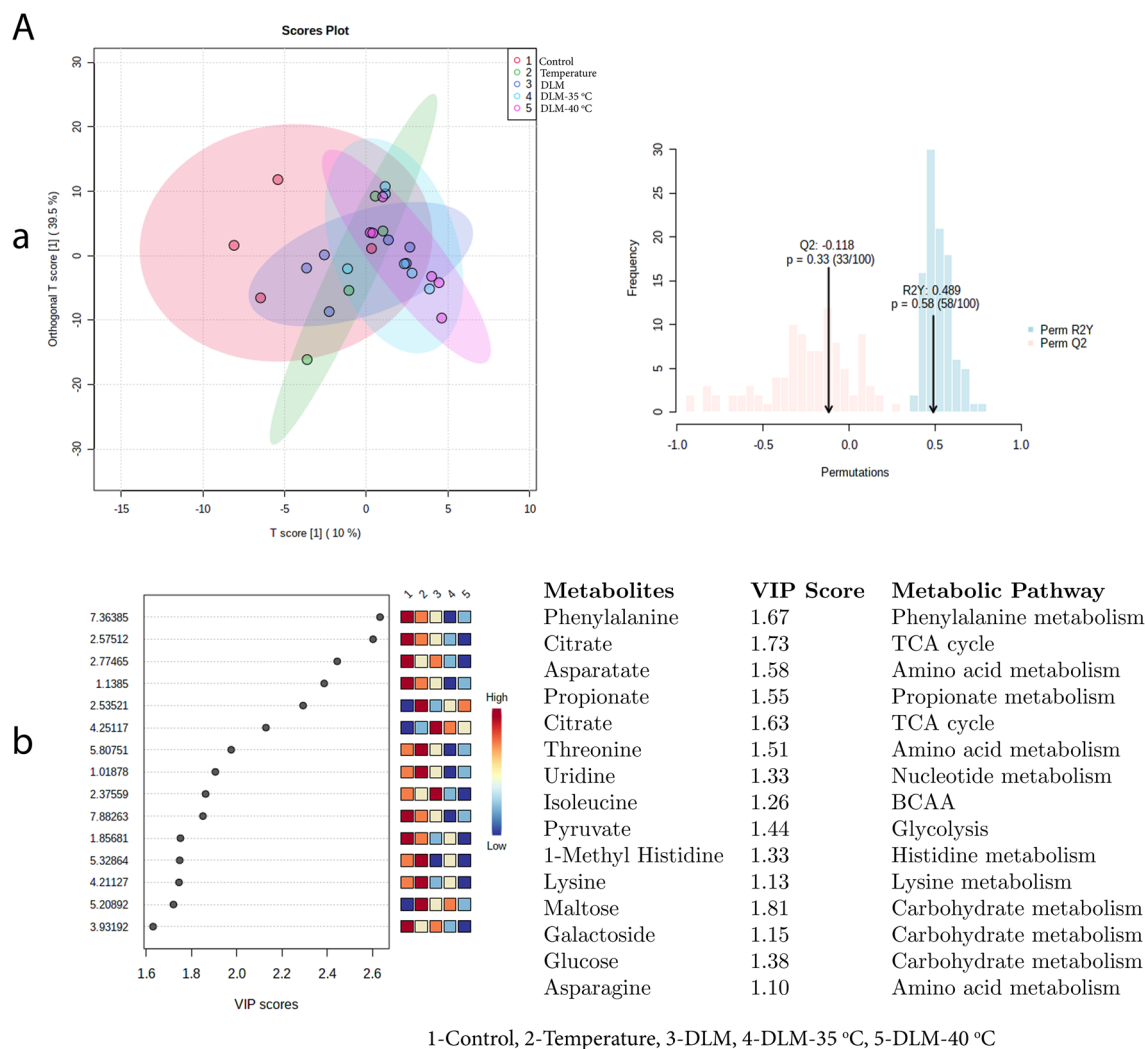 A
a
Scores Plot
1 Control
2 Temperature
3 DLM
4 DLM-35 ºC
5 DLM-40 ºC
Orthogonal T score [1] ( 39.5 %)
30
20
10
0
-10
-20
-30
-15 -10 -5 0 5 10
T score [1] ( 10 %)
Frequency
30
25
20
15
10
5
0
Q2: -0.118
p = 0.33 (33/100)
R2Y: 0.489
p = 0.58 (58/100)
Perm R2Y
Perm Q2
-1.0 -0.5 0.0 0.5 1.0
Permutations
b
1 2 3 4 5
7.36385
2.57512
2.77465
1.1385
2.53521
4.25117
5.80751
1.01878
2.37559
7.88263
1.85681
5.32864
4.21127
5.20892
3.93192
1.6 1.8 2.0 2.2 2.4 2.6
VIP scores
High
Low
Metabolites VIP Score Metabolic Pathway
Phenylalanine 1.67 Phenylalanine metabolism
Citrate 1.73 TCA cycle
Asparatate 1.58 Amino acid metabolism
Propionate 1.55 Propionate metabolism
Citrate 1.63 TCA cycle
Threonine 1.51 Amino acid metabolism
Uridine 1.33 Nucleotide metabolism
Isoleucine 1.26 BCAA
Pyruvate 1.44 Glycolysis
1-Methyl Histidine 1.33 Histidine metabolism
Lysine 1.13 Lysine metabolism
Maltose 1.81 Carbohydrate metabolism
Galactoside 1.15 Carbohydrate metabolism
Glucose 1.38 Carbohydrate metabolism
Asparagine 1.10 Amino acid metabolism
1-Control, 2-Temperature, 3-DLM, 4-DLM-35 ºC, 5-DLM-40 ºC